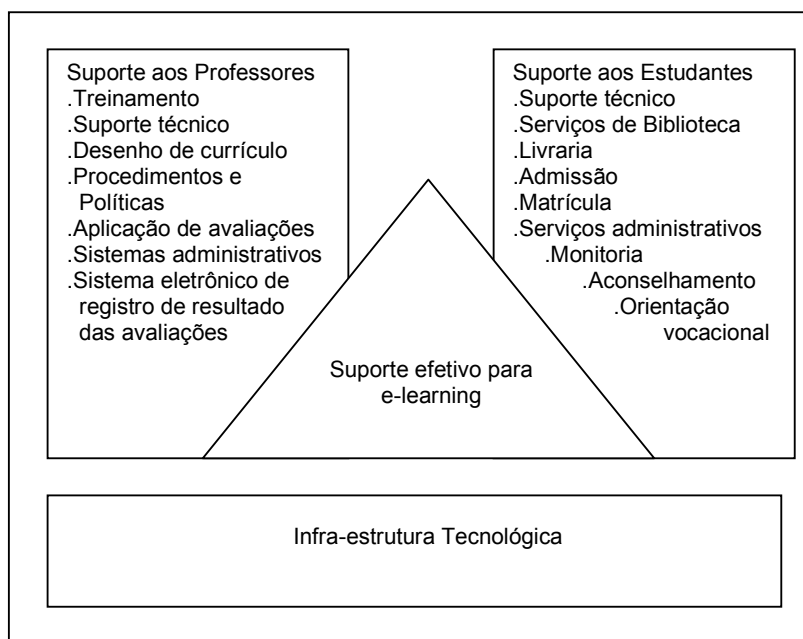 Suporte aos Professores
.Treinamento
.Suporte técnico
.Desenho de currículo
.Procedimentos e
Políticas
.Aplicação de avaliações
.Sistemas administrativos
.Sistema eletrônico de
registro de resultado
das avaliações
Suporte aos Estudantes
.Suporte técnico
.Serviços de Biblioteca
.Livraria
.Admissão
.Matrícula
.Serviços administrativos
.Monitoria
.Aconselhamento
.Orientação
vocacional
Suporte efetivo para
e-learning
Infra-estrutura Tecnológica